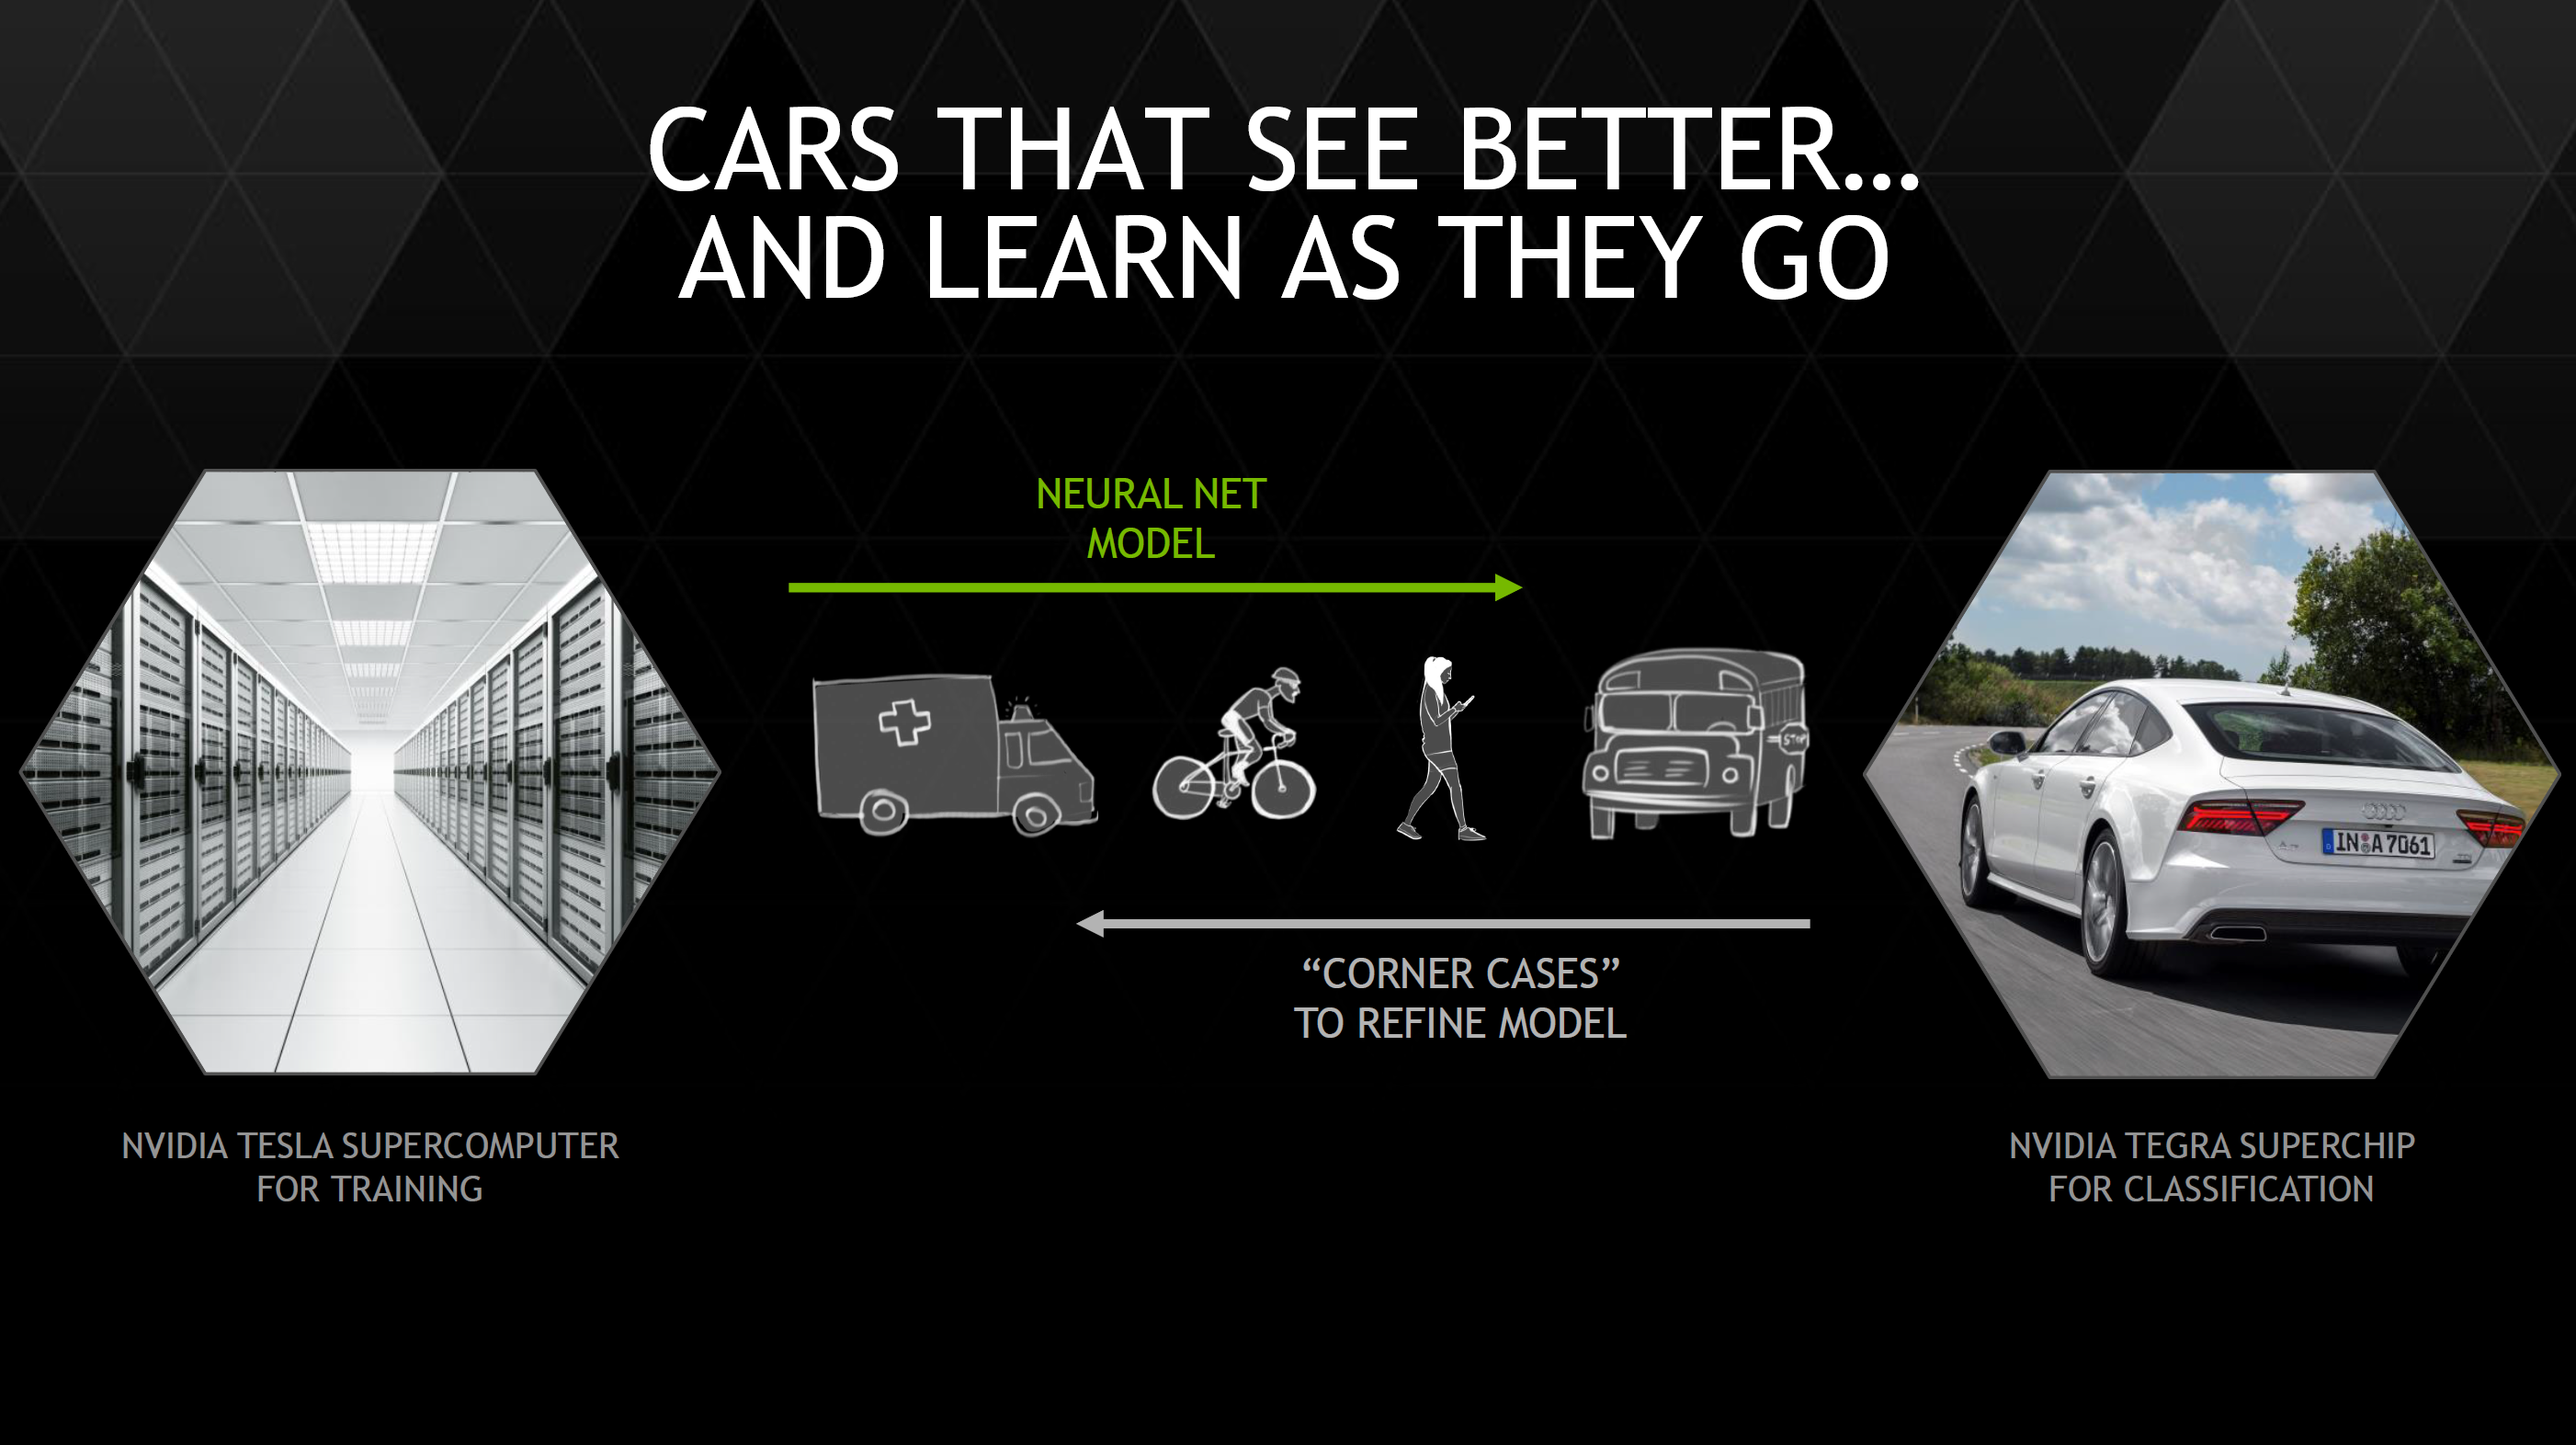 CARS THAT SEE BETTER...
AND LEARN AS THEY GO
NEURAL NET
MODEL
STOP
IN A 7061
“CORNER CASES”
TO REFINE MODEL
NVIDIA TESLA SUPERCOMPUTER
FOR TRAINING
NVIDIA TEGRA SUPERCHIP
FOR CLASSIFICATION